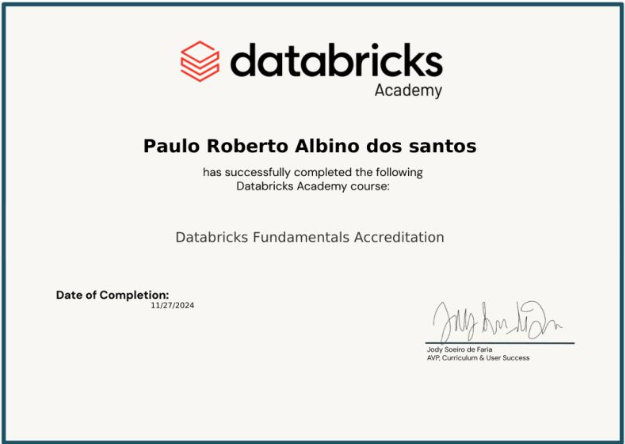 databricks
Academy
Paulo Roberto Albino dos santos
has successfully completed the following
Databricks Academy course:
Databricks Fundamentals Accreditation
Date of Completion:
11/27/2024
Jody Soeiro de Faria
AVP, Curriculum & User Success